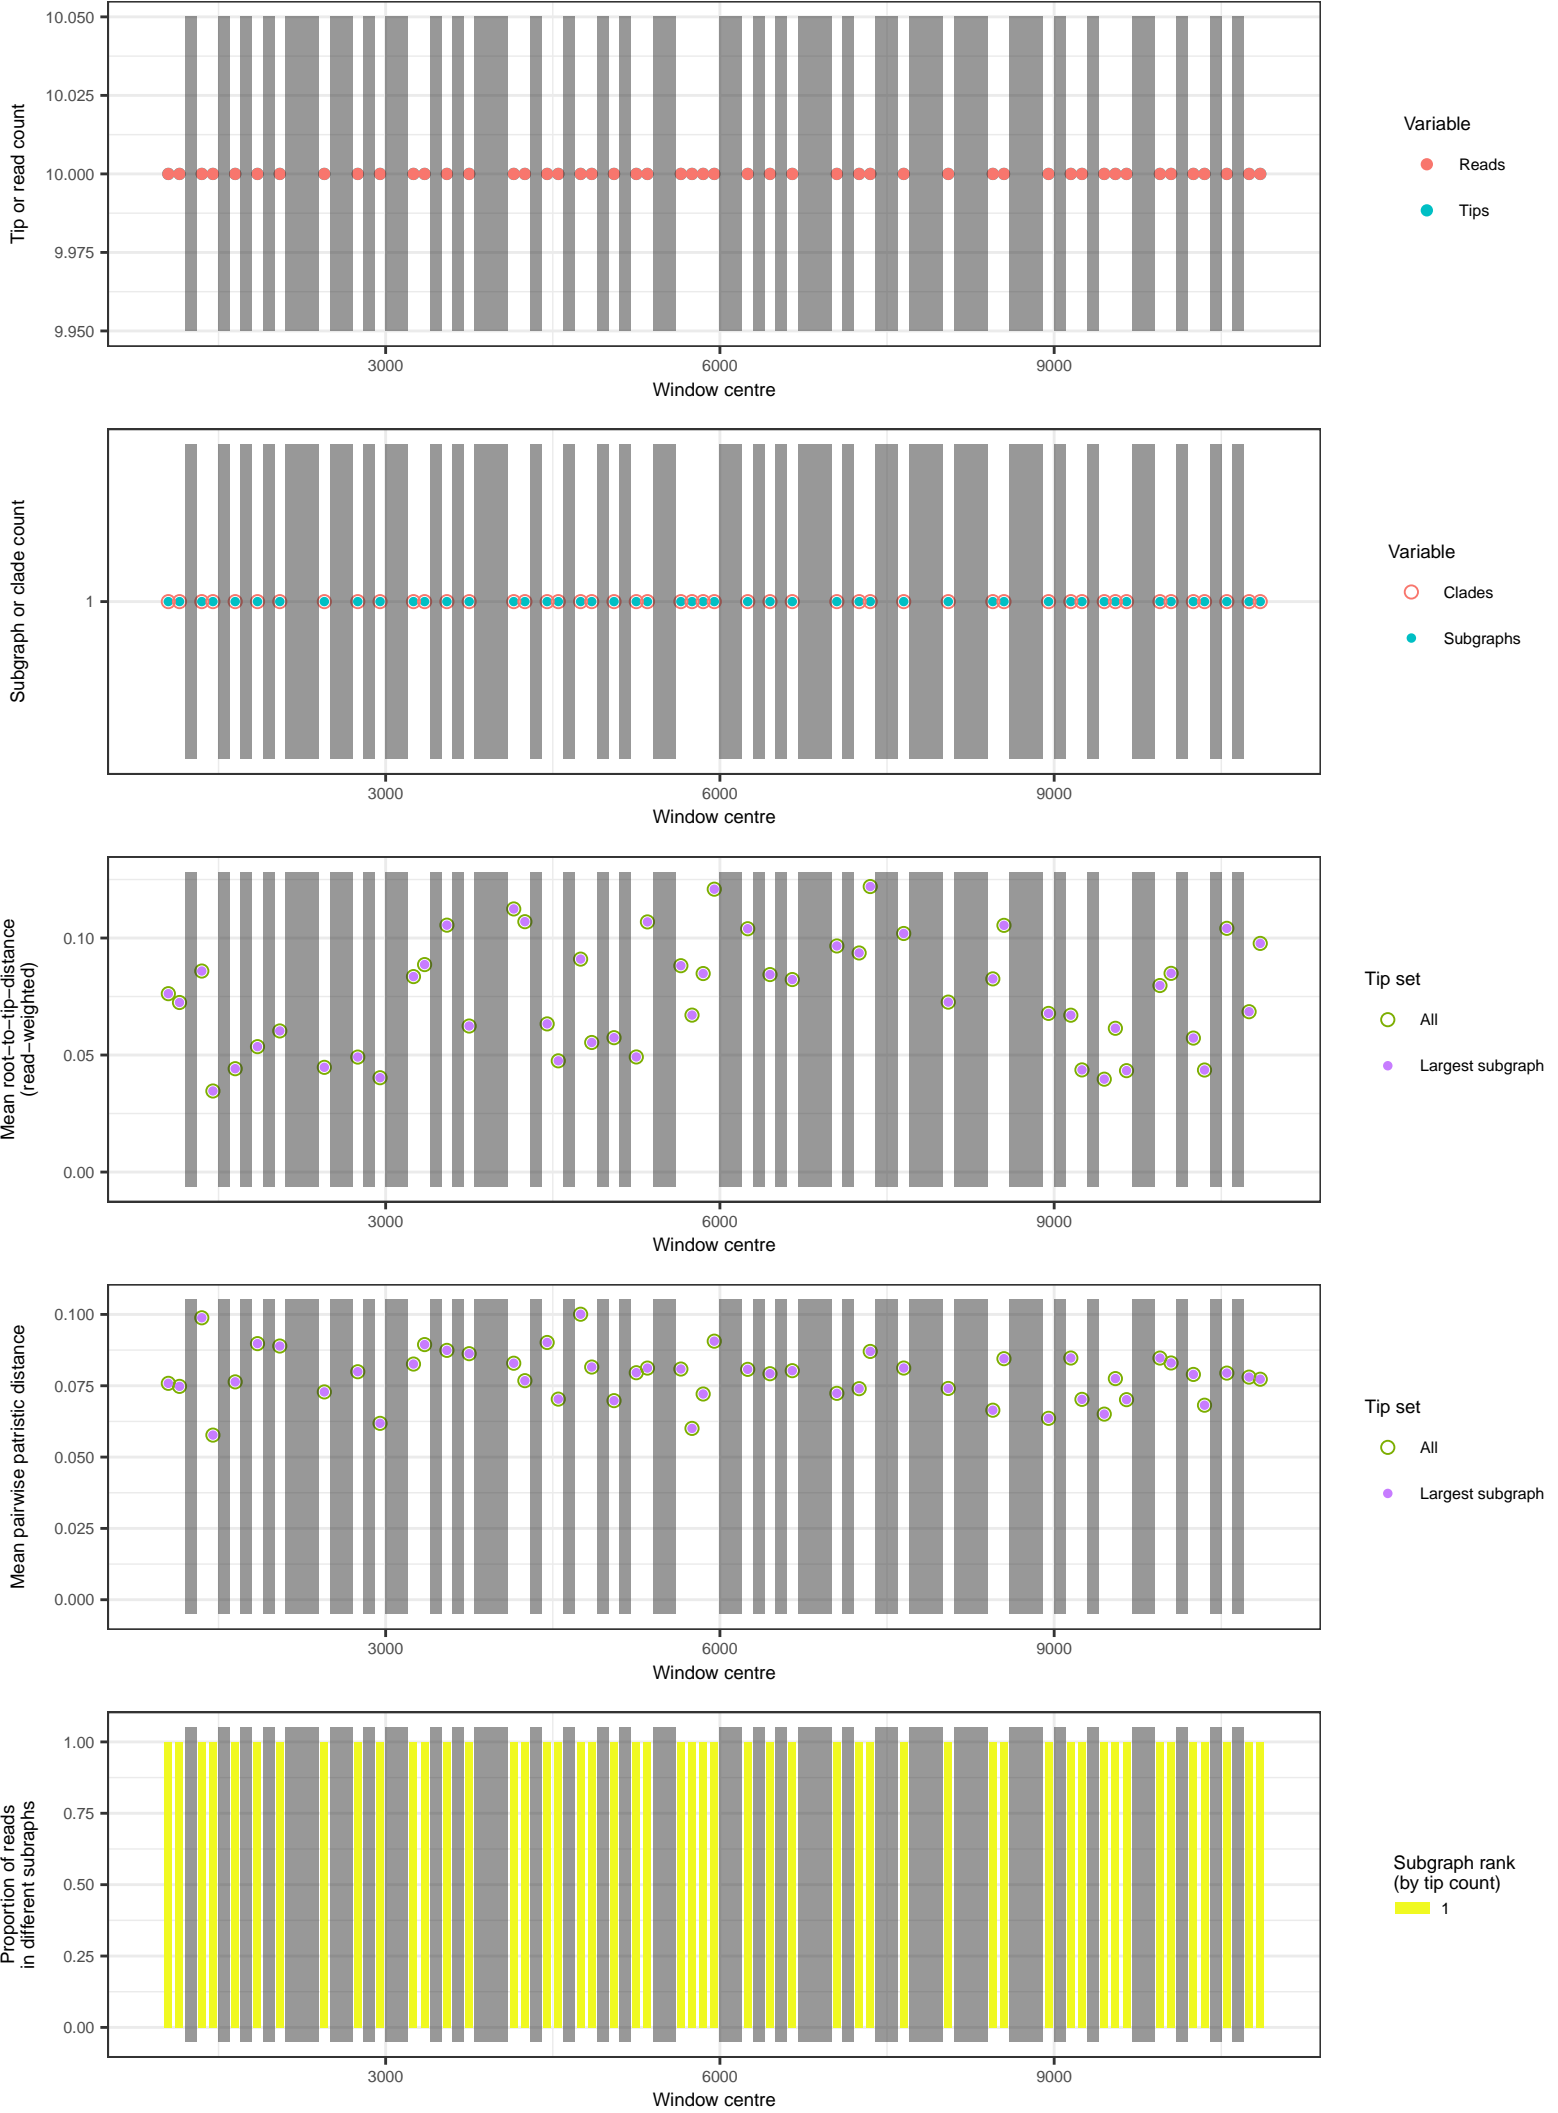 10.050
10.025
10.000
9.975
9.950
Tip or read count
3000
6000
9000
Window centre
Variable
Reads
Tips
1
Subgraph or clade count
3000
6000
9000
Window centre
Variable
Clades
Subgraphs
0.10
0.05
0.00
Mean root−to−tip−distance
(read−weighted)
3000
6000
9000
Window centre
Tip set
All
Largest subgraph
0.100
0.075
0.050
0.025
0.000
Mean pairwise patristic distance
3000
6000
9000
Window centre
Tip set
All
Largest subgraph
1.00
0.75
0.50
0.25
0.00
Proportion of reads
in different subraphs
3000
6000
9000
Window centre
Subgraph rank
(by tip count)
1